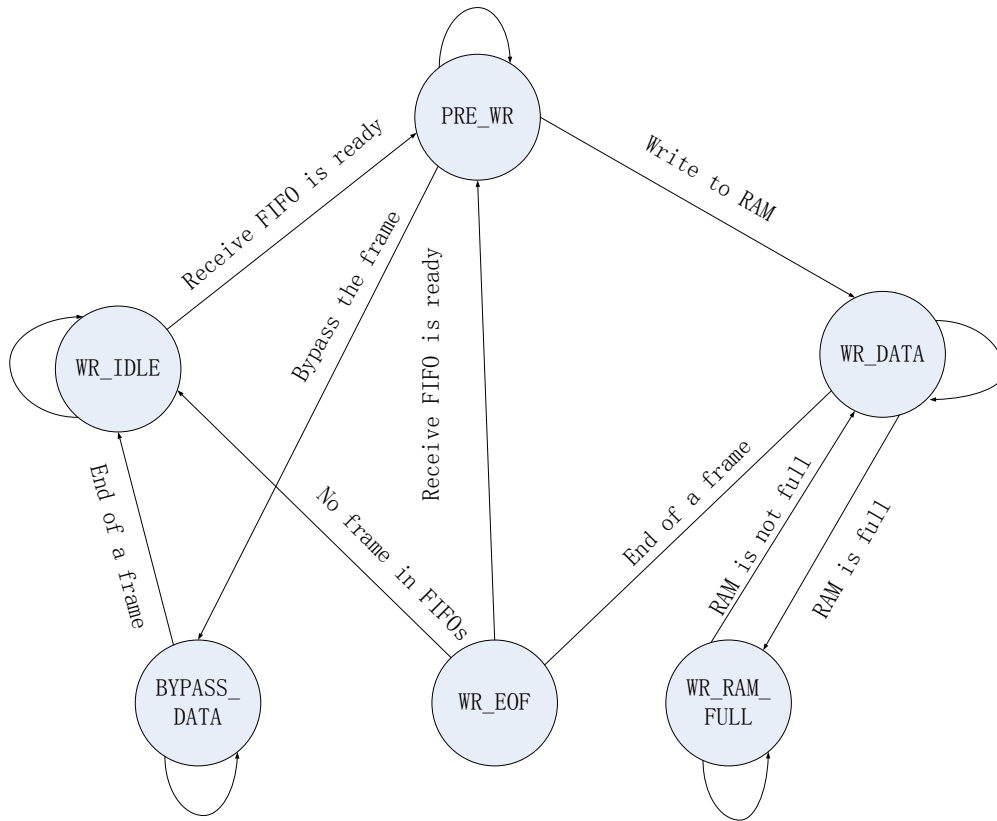 PRE_WR
Receive FIFO is ready
Write to RAM
Bypass the frame
Receive FIFO is ready
WR_IDLE
WR_DATA
End of a frame
No frame in FIFOs
End of a frame
RAM is not full
RAM is full
BYPASS_
DATA
WR_EOF
WR_RAM_
FULL